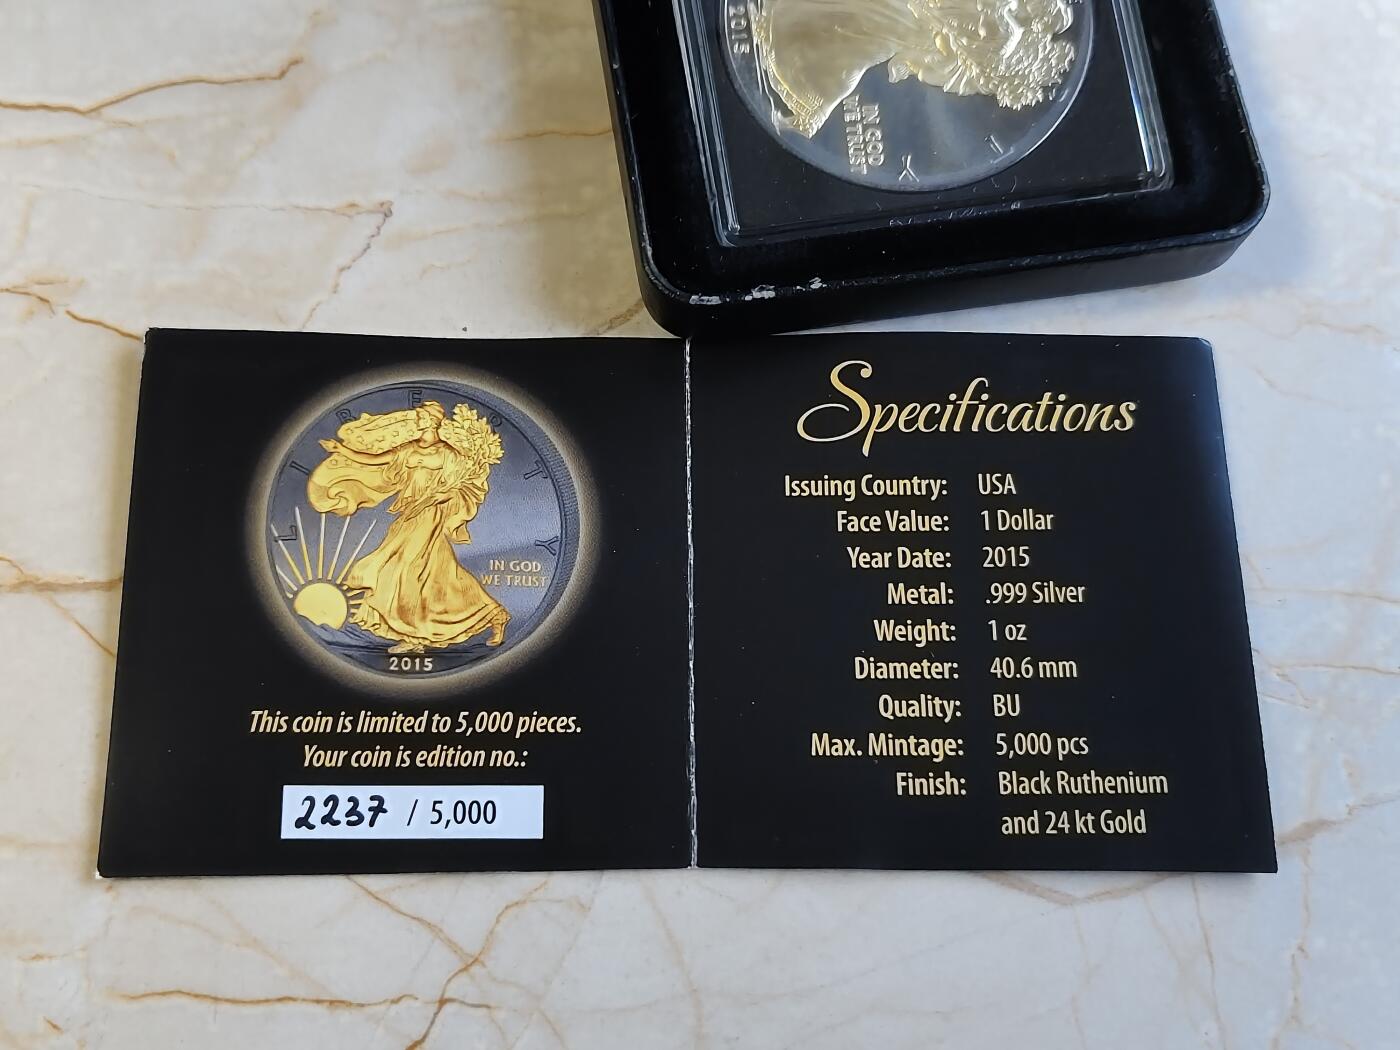 2015
IN GOD
WE TRUST
Y
LIBERTY
IN GOD
WE TRUST
2015
This coin is limited to 5,000 pieces.
Your coin is edition no.:
2237 / 5,000
Specifications
Issuing Country: USA
Face Value: 1 Dollar
Year Date: 2015
Metal: .999 Silver
Weight: 1 oz
Diameter: 40.6 mm
Quality: BU
Max. Mintage: 5,000 pcs
Finish: Black Ruthenium
and 24 kt Gold